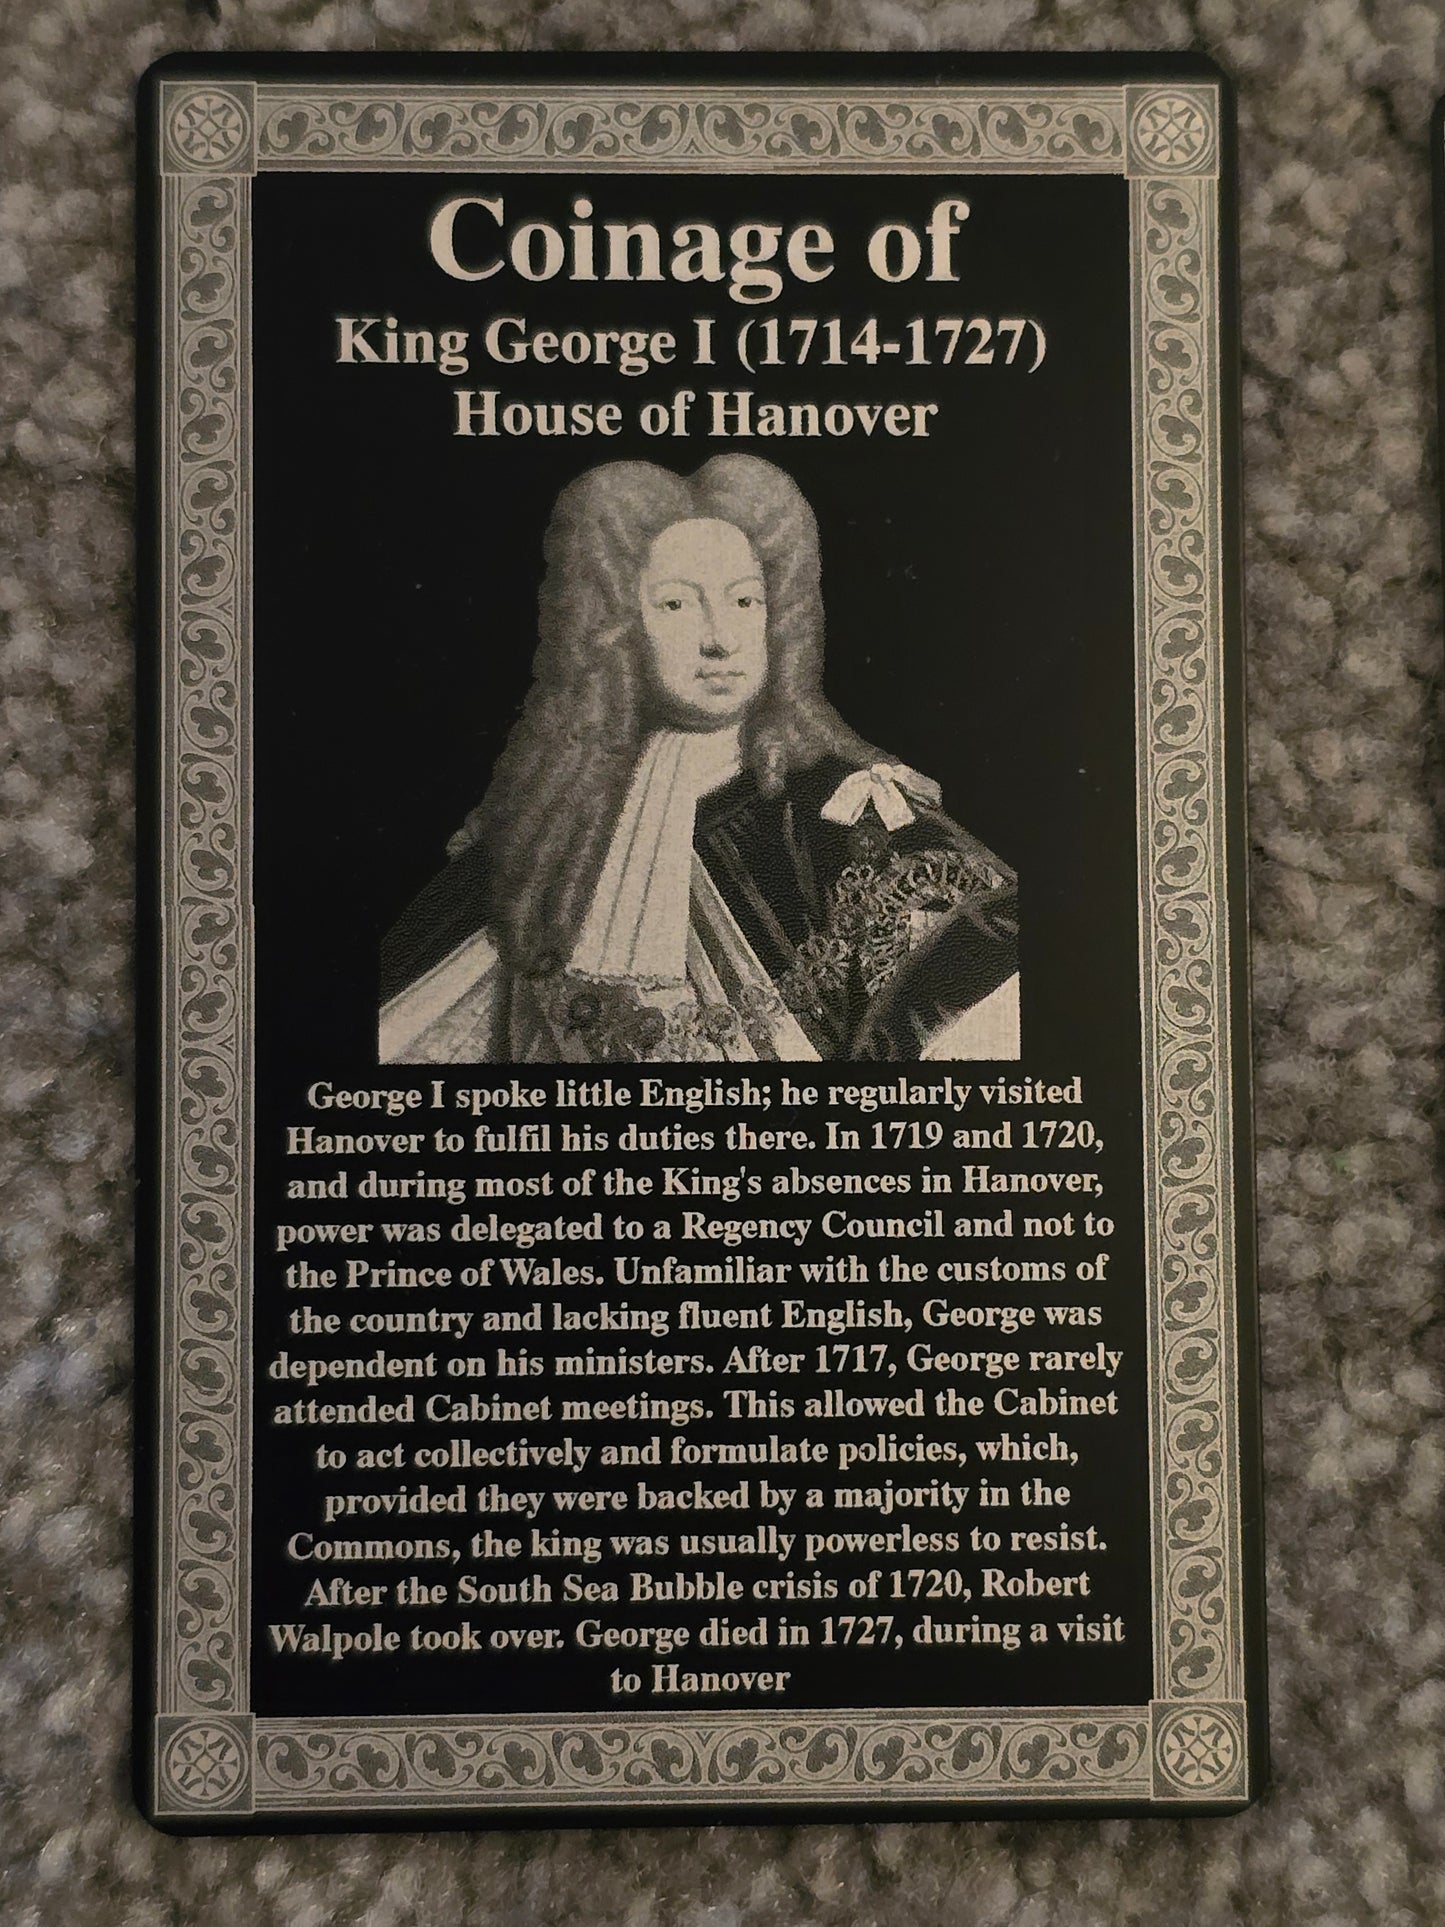 Coinage of
King George I (1714-1727)
House of Hanover
George I spoke little English; he regularly visited
Hanover to fulfil his duties there. In 1719 and 1720,
and during most of the King's absences in Hanover,
power was delegated to a Regency Council and not to
the Prince of Wales. Unfamiliar with the customs of
the country and lacking fluent English, George was
dependent on his ministers. After 1717, George rarely
attended Cabinet meetings. This allowed the Cabinet
to act collectively and formulate policies, which,
provided they were backed by a majority in the
Commons, the king was usually powerless to resist.
After the South Sea Bubble crisis of 1720, Robert
Walpole took over. George died in 1727, during a visit
to Hanover